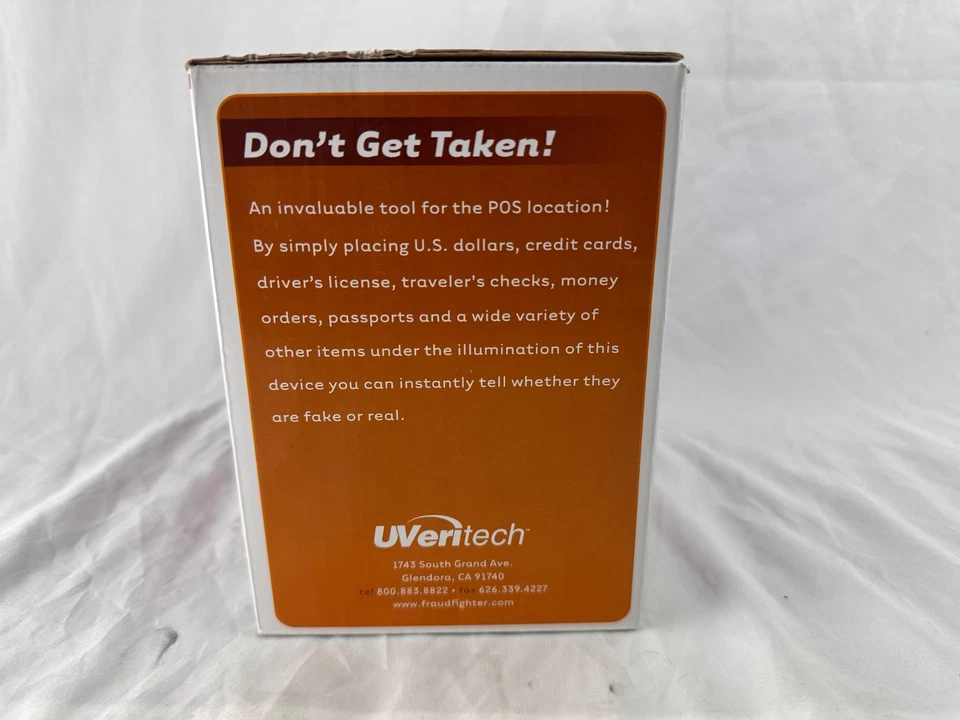 Don't Get Taken!
An invaluable tool for the POS location!
By simply placing U.S. dollars, credit cards,
driver's license, traveler's checks, money
orders, passports and a wide variety of
other items under the illumination of this
device you can instantly tell whether they
are fake or real.
UVeritech™
1743 South Grand Ave.
Glendora, CA 91740
tel 800.883.8822 • fax 626.339.4227
www.fraudfighter.com